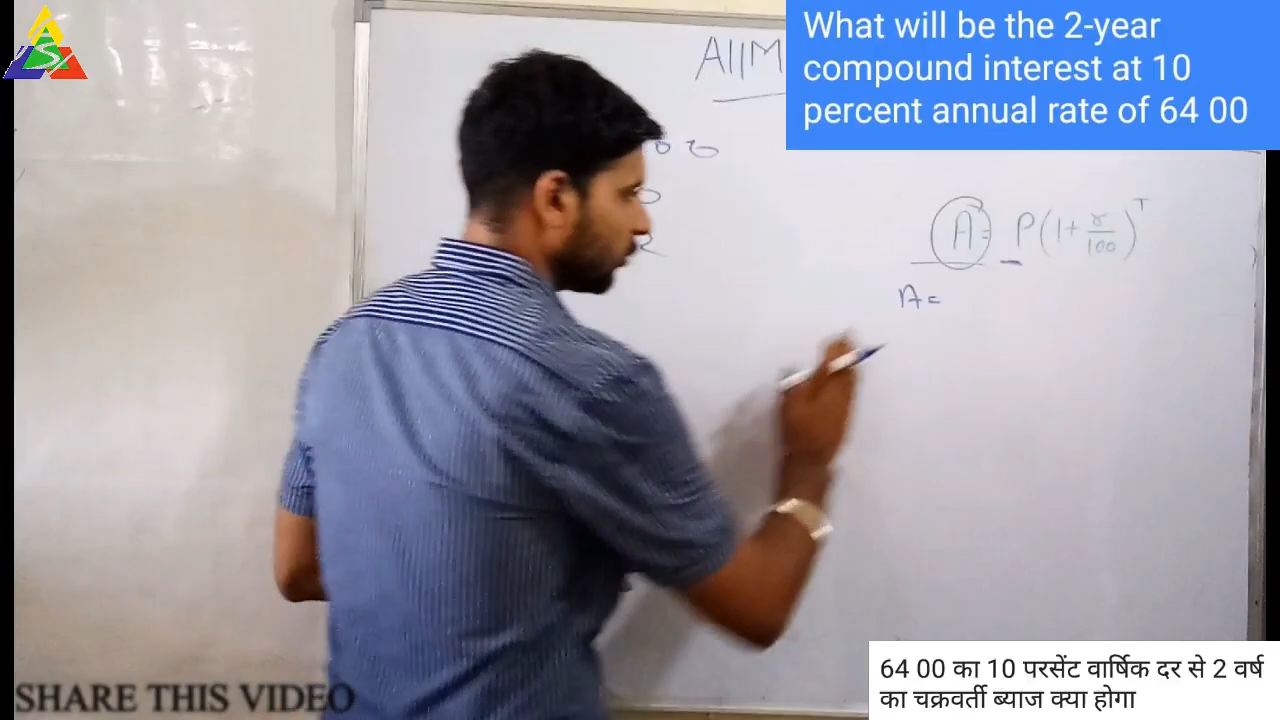 What will be the 2-year
compound interest at 10
percent annual rate of 64 00
A = P(1+r/100)^T
A =
SHARE THIS VIDEO
64 00 का 10 परसेंट वार्षिक दर से 2 वर्ष
का चक्रवर्ती ब्याज क्या होगा